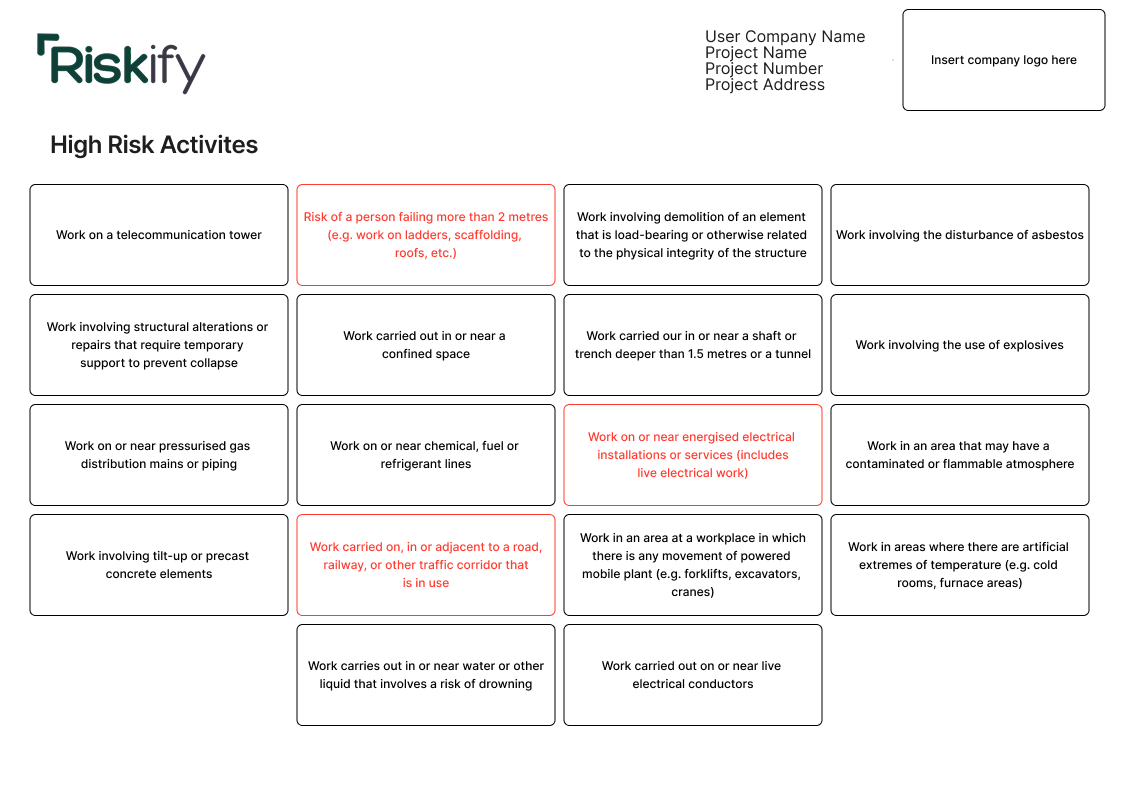 Riskify
User Company Name
Project Name
Project Number
Project Address
Insert company logo here
High Risk Activites
Work on a telecommunication tower
Risk of a person failing more than 2 metres
(e.g. work on ladders, scaffolding,
roofs, etc.)
Work involving demolition of an element
that is load-bearing or otherwise related
to the physical integrity of the structure
Work involving the disturbance of asbestos
Work involving structural alterations or
repairs that require temporary
support to prevent collapse
Work carried out in or near a
confined space
Work carried our in or near a shaft or
trench deeper than 1.5 metres or a tunnel
Work involving the use of explosives
Work on or near pressurised gas
distribution mains or piping
Work on or near chemical, fuel or
refrigerant lines
Work on or near energised electrical
installations or services (includes
live electrical work)
Work in an area that may have a
contaminated or flammable atmosphere
Work involving tilt-up or precast
concrete elements
Work carried on, in or adjacent to a road,
railway, or other traffic corridor that
is in use
Work in an area at a workplace in which
there is any movement of powered
mobile plant (e.g. forklifts, excavators,
cranes)
Work in areas where there are artificial
extremes of temperature (e.g. cold
rooms, furnace areas)
Work carries out in or near water or other
liquid that involves a risk of drowning
Work carried out on or near live
electrical conductors